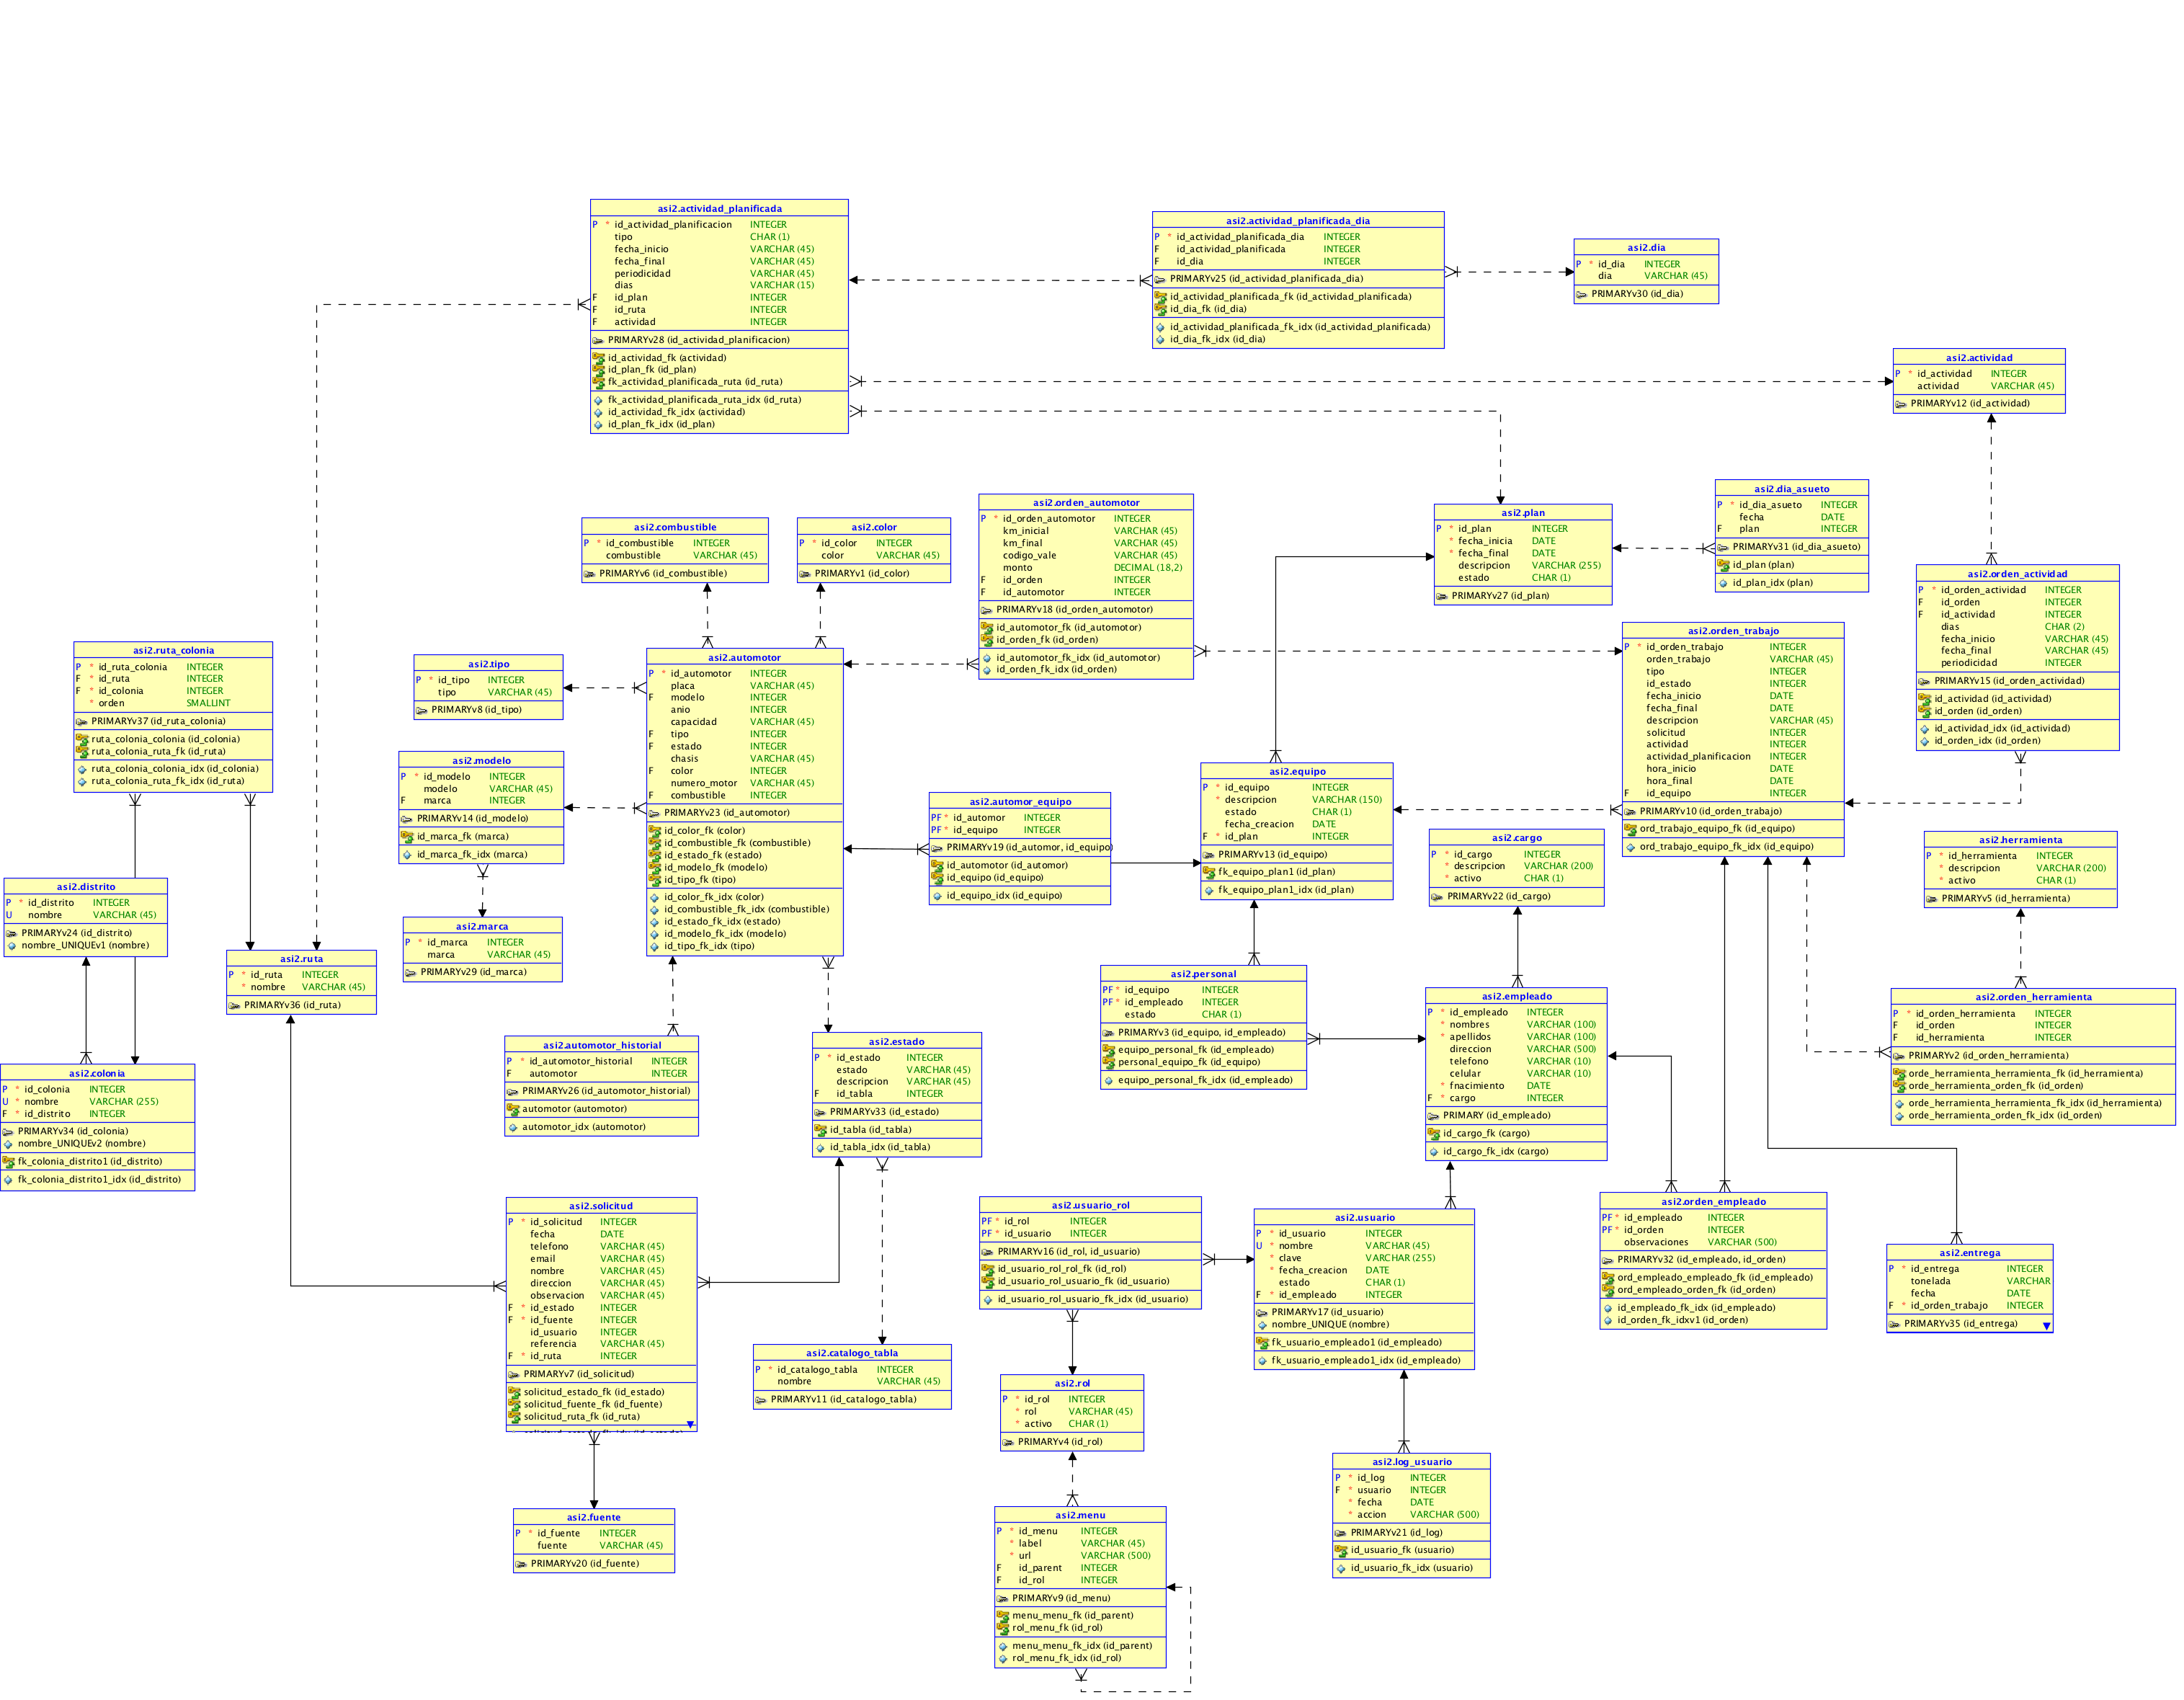 asi2.actividad_planificada
P * id_actividad_planificacion INTEGER
tipo CHAR (1)
fecha_inicio VARCHAR (45)
fecha_final VARCHAR (45)
periodicidad VARCHAR (45)
dias VARCHAR (15)
F id_plan INTEGER
F id_ruta INTEGER
F actividad INTEGER
PRIMARYv28 (id_actividad_planificacion)
id_actividad_fk (actividad)
id_plan_fk (id_plan)
fk_actividad_planificada_ruta (id_ruta)
fk_actividad_planificada_ruta_idx (id_ruta)
id_actividad_fk_idx (actividad)
id_plan_fk_idx (id_plan)
asi2.actividad_planificada_dia
P * id_actividad_planificada_dia INTEGER
F id_actividad_planificada INTEGER
F id_dia INTEGER
PRIMARYv25 (id_actividad_planificada_dia)
id_actividad_planificada_fk (id_actividad_planificada)
id_dia_fk (id_dia)
id_actividad_planificada_fk_idx (id_actividad_planificada)
id_dia_fk_idx (id_dia)
asi2.dia
P * id_dia INTEGER
dia VARCHAR (45)
PRIMARYv30 (id_dia)
asi2.actividad
P * id_actividad INTEGER
actividad VARCHAR (45)
PRIMARYv12 (id_actividad)
asi2.combustible
P * id_combustible INTEGER
combustible VARCHAR (45)
PRIMARYv6 (id_combustible)
asi2.color
P * id_color INTEGER
color VARCHAR (45)
PRIMARYv1 (id_color)
asi2.orden_automotor
P * id_orden_automotor INTEGER
km_inicial VARCHAR (45)
km_final VARCHAR (45)
codigo_vale VARCHAR (45)
monto DECIMAL (18,2)
F id_orden INTEGER
F id_automotor INTEGER
PRIMARYv18 (id_orden_automotor)
id_automotor_fk (id_automotor)
id_orden_fk (id_orden)
id_automotor_fk_idx (id_automotor)
id_orden_fk_idx (id_orden)
asi2.plan
P * id_plan INTEGER
* fecha_inicia DATE
* fecha_final DATE
descripcion VARCHAR (255)
estado CHAR (1)
PRIMARYv27 (id_plan)
asi2.dia_asueto
P * id_dia_asueto INTEGER
fecha DATE
F plan INTEGER
PRIMARYv31 (id_dia_asueto)
id_plan (plan)
id_plan_idx (plan)
asi2.orden_actividad
P * id_orden_actividad INTEGER
F id_orden INTEGER
F id_actividad INTEGER
dias CHAR (2)
fecha_inicio VARCHAR (45)
fecha_final VARCHAR (45)
periodicidad INTEGER
PRIMARYv15 (id_orden_actividad)
id_actividad (id_actividad)
id_orden (id_orden)
id_actividad_idx (id_actividad)
id_orden_idx (id_orden)
asi2.ruta_colonia
P * id_ruta_colonia INTEGER
F * id_ruta INTEGER
F * id_colonia INTEGER
* orden SMALLINT
PRIMARYv37 (id_ruta_colonia)
ruta_colonia_colonia (id_colonia)
ruta_colonia_ruta_fk (id_ruta)
ruta_colonia_colonia_idx (id_colonia)
ruta_colonia_ruta_fk_idx (id_ruta)
asi2.tipo
P * id_tipo INTEGER
tipo VARCHAR (45)
PRIMARYv8 (id_tipo)
asi2.automotor
P * id_automotor INTEGER
placa VARCHAR (45)
F modelo INTEGER
anio INTEGER
capacidad VARCHAR (45)
F tipo INTEGER
F estado INTEGER
chasis VARCHAR (45)
F color INTEGER
numero_motor VARCHAR (45)
F combustible INTEGER
PRIMARYv23 (id_automotor)
id_color_fk (color)
id_combustible_fk (combustible)
id_estado_fk (estado)
id_modelo_fk (modelo)
id_tipo_fk (tipo)
id_color_fk_idx (color)
id_combustible_fk_idx (combustible)
id_estado_fk_idx (estado)
id_modelo_fk_idx (modelo)
id_tipo_fk_idx (tipo)
asi2.orden_trabajo
P * id_orden_trabajo INTEGER
orden_trabajo VARCHAR (45)
tipo INTEGER
id_estado INTEGER
fecha_inicio DATE
fecha_final DATE
descripcion VARCHAR (45)
solicitud INTEGER
actividad INTEGER
actividad_planificacion INTEGER
hora_inicio DATE
hora_final DATE
F id_equipo INTEGER
PRIMARYv10 (id_orden_trabajo)
ord_trabajo_equipo_fk (id_equipo)
ord_trabajo_equipo_fk_idx (id_equipo)
asi2.modelo
P * id_modelo INTEGER
modelo VARCHAR (45)
F marca INTEGER
PRIMARYv14 (id_modelo)
id_marca_fk (marca)
id_marca_fk_idx (marca)
asi2.automor_equipo
PF * id_automor INTEGER
PF * id_equipo INTEGER
PRIMARYv19 (id_automor, id_equipo)
id_automotor (id_automor)
id_equipo (id_equipo)
id_equipo_idx (id_equipo)
asi2.equipo
P * id_equipo INTEGER
* descripcion VARCHAR (150)
estado CHAR (1)
fecha_creacion DATE
F * id_plan INTEGER
PRIMARYv13 (id_equipo)
fk_equipo_plan1 (id_plan)
fk_equipo_plan1_idx (id_plan)
asi2.cargo
P * id_cargo INTEGER
* descripcion VARCHAR (200)
* activo CHAR (1)
PRIMARYv22 (id_cargo)
asi2.herramienta
P * id_herramienta INTEGER
* descripcion VARCHAR (200)
* activo CHAR (1)
PRIMARYv5 (id_herramienta)
asi2.distrito
P * id_distrito INTEGER
U nombre VARCHAR (45)
PRIMARYv24 (id_distrito)
nombre_UNIQUEv1 (nombre)
asi2.marca
P * id_marca INTEGER
marca VARCHAR (45)
PRIMARYv29 (id_marca)
asi2.ruta
P * id_ruta INTEGER
* nombre VARCHAR (45)
PRIMARYv36 (id_ruta)
asi2.personal
PF * id_equipo INTEGER
PF * id_empleado INTEGER
estado CHAR (1)
PRIMARYv3 (id_equipo, id_empleado)
equipo_personal_fk (id_empleado)
personal_equipo_fk (id_equipo)
equipo_personal_fk_idx (id_empleado)
asi2.empleado
P * id_empleado INTEGER
* nombres VARCHAR (100)
* apellidos VARCHAR (100)
direccion VARCHAR (500)
telefono VARCHAR (10)
celular VARCHAR (10)
* fnacimiento DATE
F * cargo INTEGER
PRIMARY (id_empleado)
id_cargo_fk (cargo)
id_cargo_fk_idx (cargo)
asi2.orden_herramienta
P * id_orden_herramienta INTEGER
F id_orden INTEGER
F id_herramienta INTEGER
PRIMARYv2 (id_orden_herramienta)
orde_herramienta_herramienta_fk (id_herramienta)
orde_herramienta_orden_fk (id_orden)
orde_herramienta_herramienta_fk_idx (id_herramienta)
orde_herramienta_orden_fk_idx (id_orden)
asi2.colonia
P * id_colonia INTEGER
U * nombre VARCHAR (255)
F * id_distrito INTEGER
PRIMARYv34 (id_colonia)
nombre_UNIQUEv2 (nombre)
fk_colonia_distrito1 (id_distrito)
fk_colonia_distrito1_idx (id_distrito)
asi2.automotor_historial
P * id_automotor_historial INTEGER
F automotor INTEGER
PRIMARYv26 (id_automotor_historial)
automotor (automotor)
automotor_idx (automotor)
asi2.estado
P * id_estado INTEGER
estado VARCHAR (45)
descripcion VARCHAR (45)
F id_tabla INTEGER
PRIMARYv33 (id_estado)
id_tabla (id_tabla)
id_tabla_idx (id_tabla)
asi2.solicitud
P * id_solicitud INTEGER
fecha DATE
telefono VARCHAR (45)
email VARCHAR (45)
nombre VARCHAR (45)
direccion VARCHAR (45)
observacion VARCHAR (45)
F * id_estado INTEGER
F * id_fuente INTEGER
id_usuario INTEGER
referencia VARCHAR (45)
F * id_ruta INTEGER
PRIMARYv7 (id_solicitud)
solicitud_estado_fk (id_estado)
solicitud_fuente_fk (id_fuente)
solicitud_ruta_fk (id_ruta)
asi2.usuario_rol
PF * id_rol INTEGER
PF * id_usuario INTEGER
PRIMARYv16 (id_rol, id_usuario)
id_usuario_rol_rol_fk (id_rol)
id_usuario_rol_usuario_fk (id_usuario)
id_usuario_rol_usuario_fk_idx (id_usuario)
asi2.usuario
P * id_usuario INTEGER
U * nombre VARCHAR (45)
* clave VARCHAR (255)
* fecha_creacion DATE
estado CHAR (1)
F * id_empleado INTEGER
PRIMARYv17 (id_usuario)
nombre_UNIQUE (nombre)
fk_usuario_empleado1 (id_empleado)
fk_usuario_empleado1_idx (id_empleado)
asi2.orden_empleado
PF * id_empleado INTEGER
PF * id_orden INTEGER
observaciones VARCHAR (500)
PRIMARYv32 (id_empleado, id_orden)
ord_empleado_empleado_fk (id_empleado)
ord_empleado_orden_fk (id_orden)
id_empleado_fk_idx (id_empleado)
id_orden_fk_idxv1 (id_orden)
asi2.entrega
P * id_entrega INTEGER
tonelada VARCHAR
fecha DATE
F * id_orden_trabajo INTEGER
PRIMARYv35 (id_entrega)
asi2.catalogo_tabla
P * id_catalogo_tabla INTEGER
nombre VARCHAR (45)
PRIMARYv11 (id_catalogo_tabla)
asi2.rol
P * id_rol INTEGER
* rol VARCHAR (45)
* activo CHAR (1)
PRIMARYv4 (id_rol)
asi2.log_usuario
P * id_log INTEGER
F * usuario INTEGER
* fecha DATE
* accion VARCHAR (500)
PRIMARYv21 (id_log)
id_usuario_fk (usuario)
id_usuario_fk_idx (usuario)
asi2.fuente
P * id_fuente INTEGER
fuente VARCHAR (45)
PRIMARYv20 (id_fuente)
asi2.menu
P * id_menu INTEGER
* label VARCHAR (45)
* url VARCHAR (500)
F id_parent INTEGER
F id_rol INTEGER
PRIMARYv9 (id_menu)
menu_menu_fk (id_parent)
rol_menu_fk (id_rol)
menu_menu_fk_idx (id_parent)
rol_menu_fk_idx (id_rol)